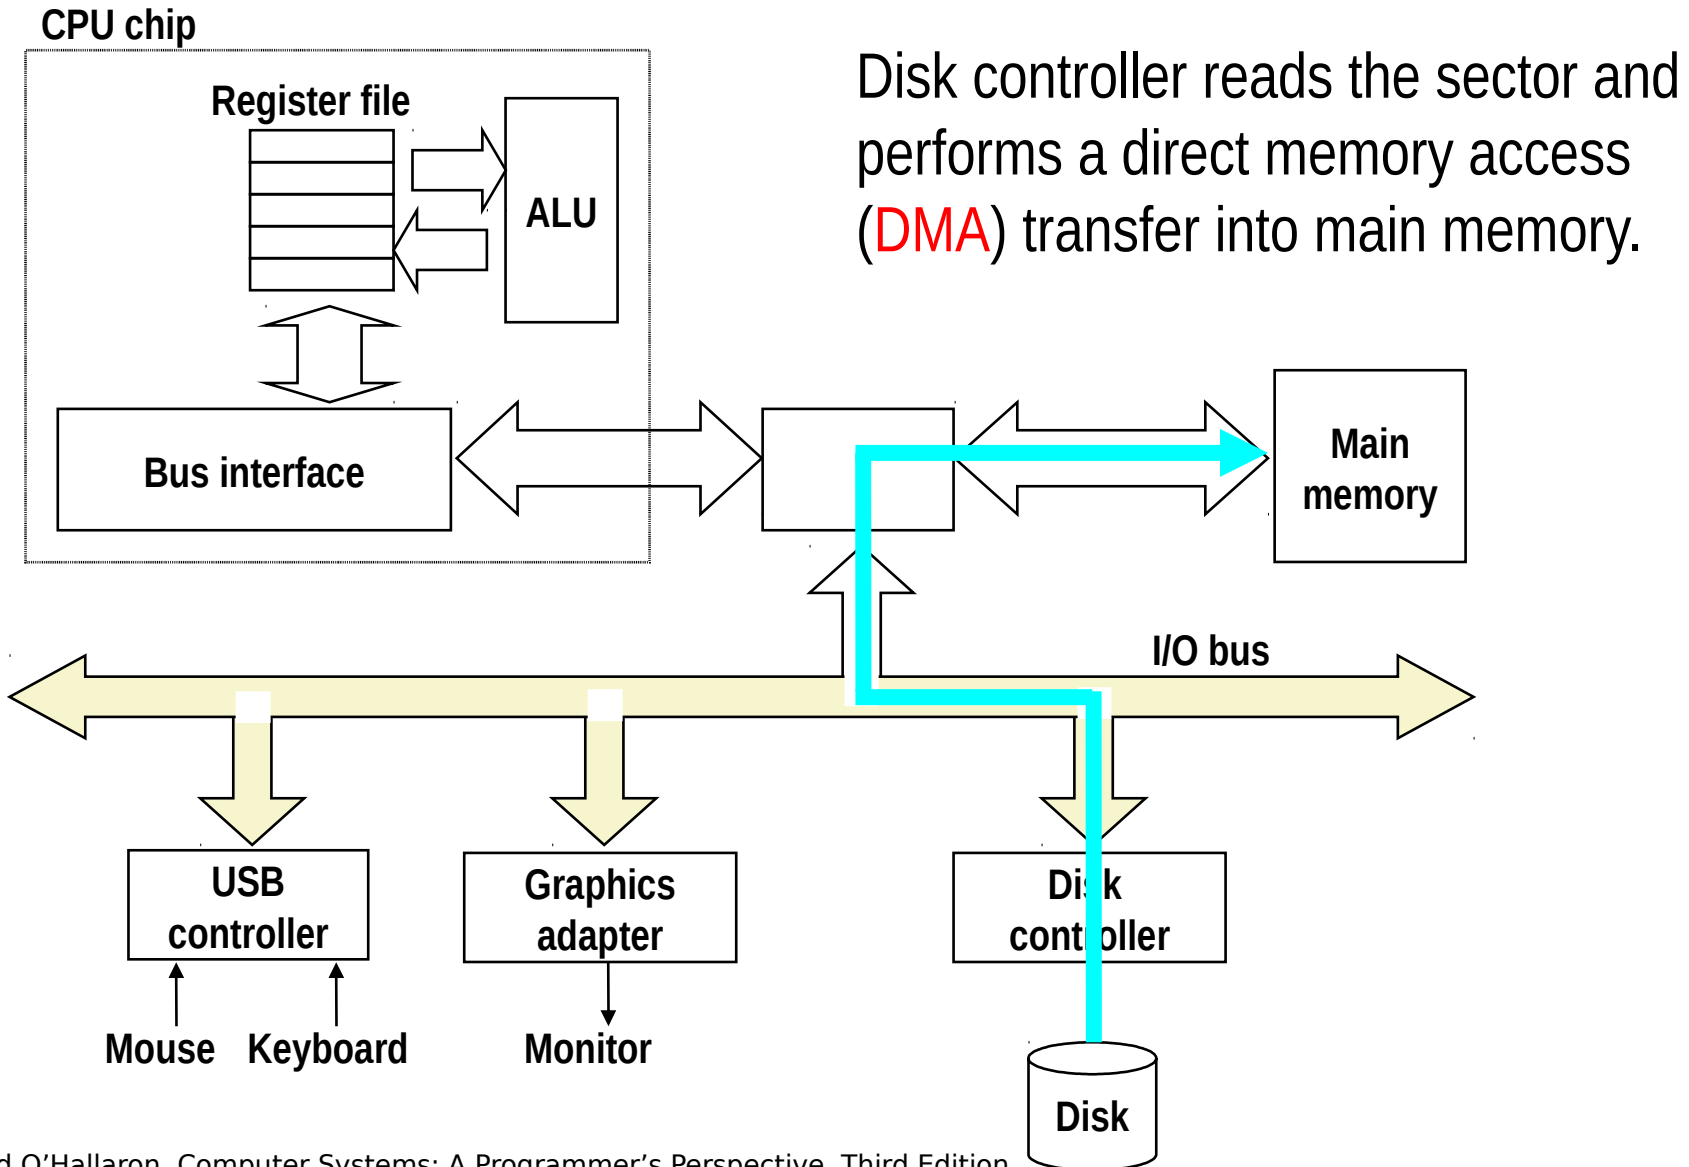 CPU chip
Disk controller reads the sector and
performs a direct memory access
(DMA) transfer into main memory.
Register file
ALU
Bus interface
Main
memory
I/O bus
USB
controller
Graphics
adapter
Disk
controller
Mouse
Keyboard
Monitor
Disk
O’Hallaron, Computer Systems: A Programmer’s Perspective, Third Edition